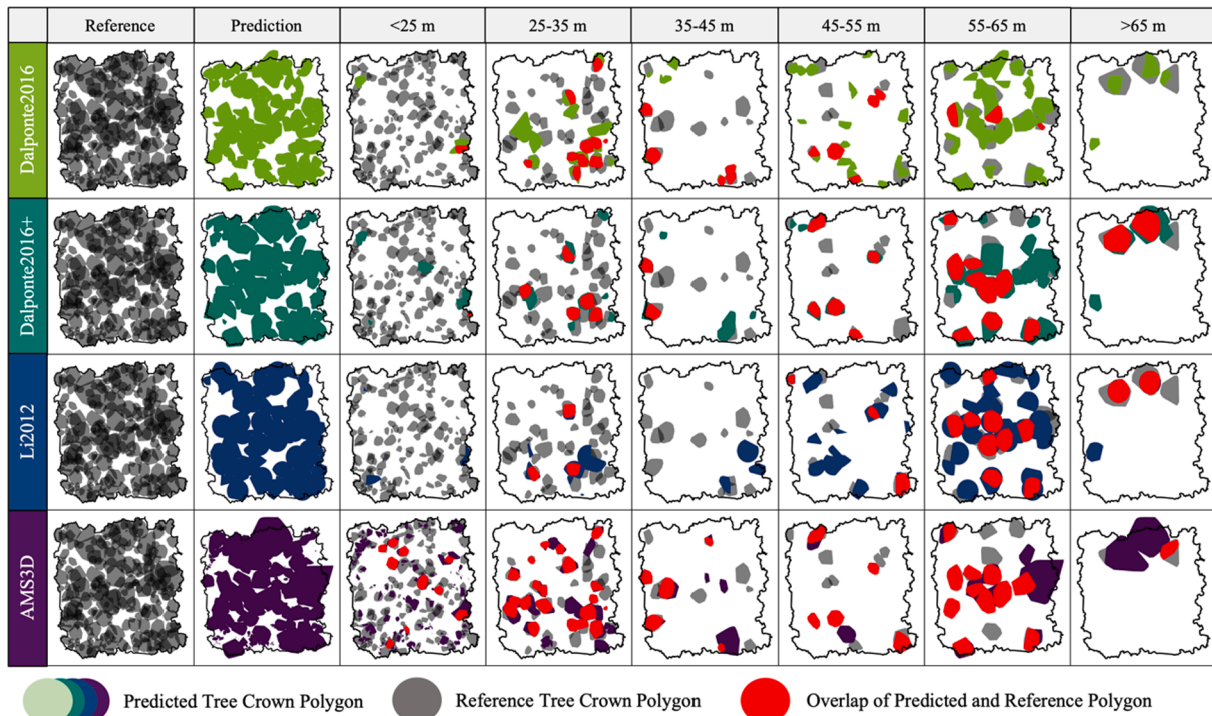 Reference Prediction <25 m 25-35 m 35-45 m 45-55 m 55-65 m >65 m
Dalponte2016
Dalponte2016+
Li2012
AMS3D
Predicted Tree Crown Polygon Reference Tree Crown Polygon Overlap of Predicted and Reference Polygon